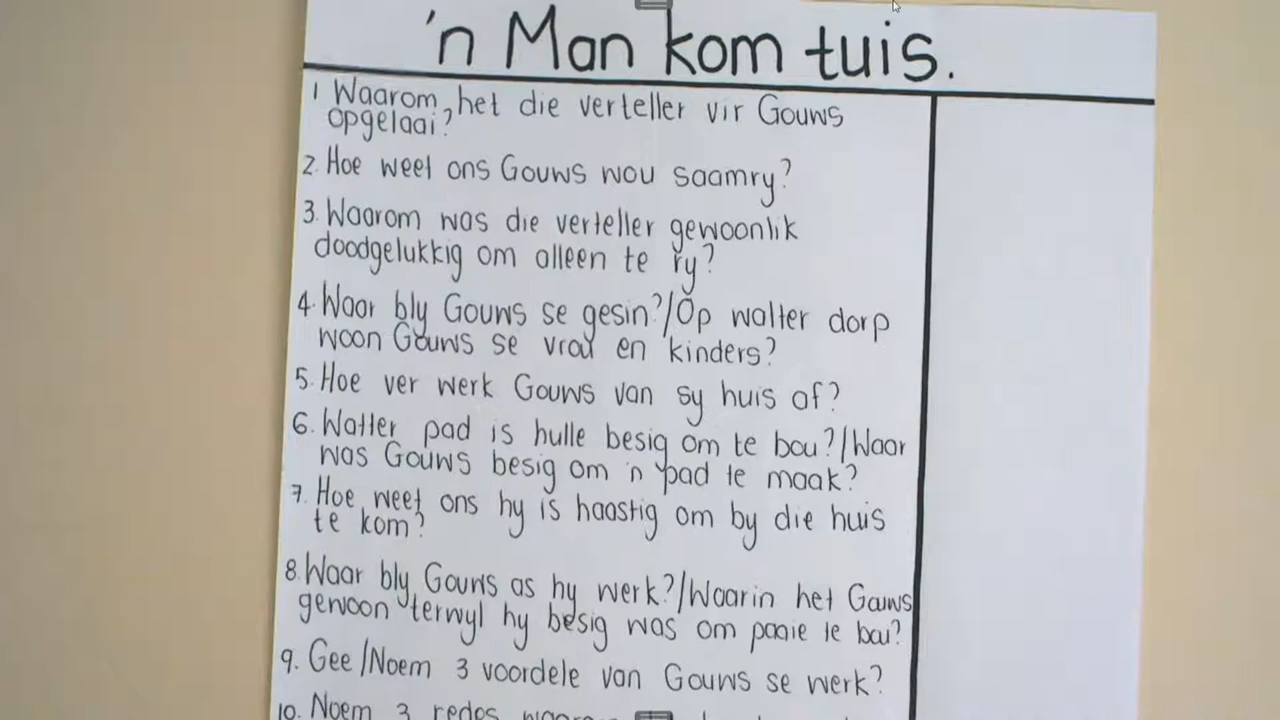 'n Man kom tuis.
1 Waarom het die verteller vir Gouws
opgelaai?
2. Hoe weet ons Gouws wou saamry?
3. Waarom was die verteller gewoonlik
doodgelukkig om alleen te ry?
4. Waar bly Gouws se gesin?/Op watter dorp
woon Gouws se vrou en kinders?
5. Hoe ver werk Gouws van sy huis af?
6. Watter pad is hulle besig om te bou?/Waar
was Gouws besig om 'n pad te maak?
7. Hoe weet ons hy is haastig om by die huis
te kom?
8. Waar bly Gouws as hy werk?/Waarin het Gouws
gewoon terwyl hy besig was om paaie te bou?
9. Gee/Noem 3 voordele van Gouws se werk?
10. Noem 3 redes